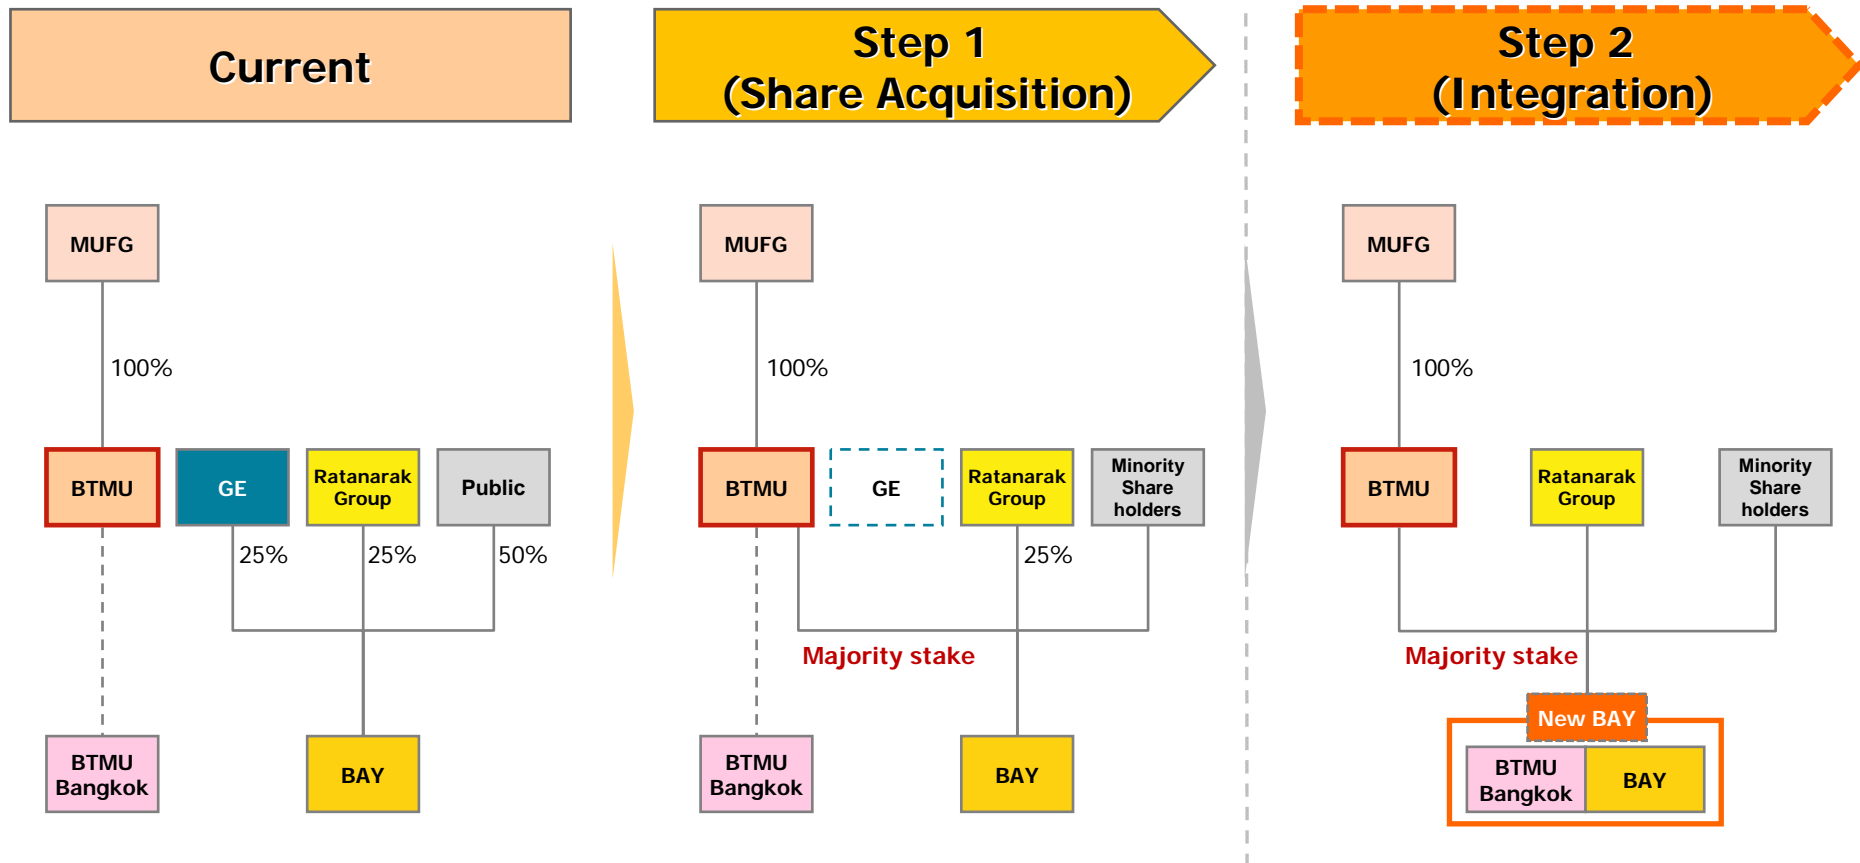 Current
MUFG
100%
BTMU
GE
Ratanarak
Group
Public
25%
25%
50%
BTMU
Bangkok
BAY
Step 1
(Share Acquisition)
MUFG
100%
BTMU
GE
Ratanarak
Group
Minority
Share
holders
25%
Majority stake
BTMU
Bangkok
BAY
Step 2
(Integration)
MUFG
100%
BTMU
Ratanarak
Group
Minority
Share
holders
Majority stake
New BAY
BTMU
Bangkok
BAY